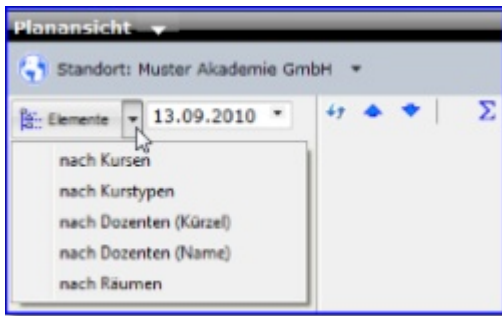 Planansicht
Standort: Muster Akademie GmbH
Elemente 13.09.2010 Σ
nach Kursen
nach Kurstypen
nach Dozenten (Kürzel)
nach Dozenten (Name)
nach Räumen